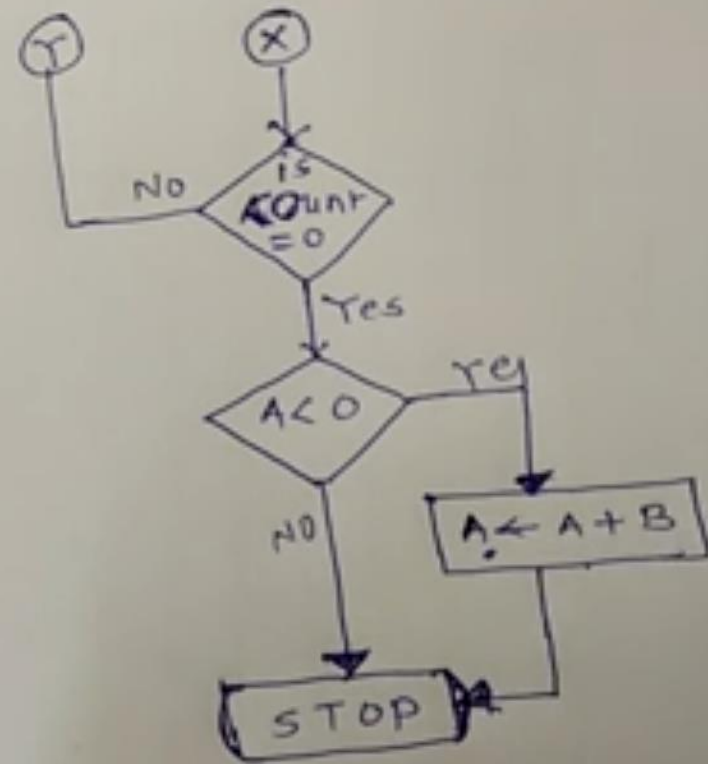 Y
X
is
COunt
= 0
No
Yes
A < 0
Yes
A ← A + B
NO
STOP